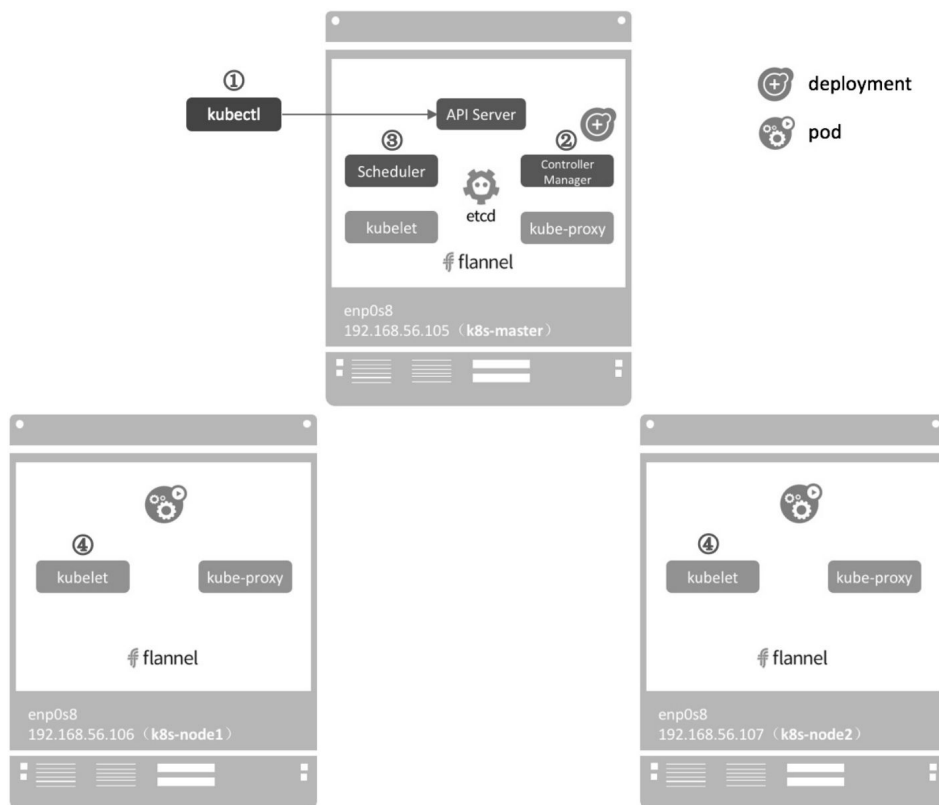 ①
kubectl
API Server
deployment
pod
③
②
Scheduler
Controller
Manager
etcd
kubelet
kube-proxy
flannel
enp0s8
192.168.56.105（k8s-master）
④
kubelet
kube-proxy
flannel
enp0s8
192.168.56.106（k8s-node1）
④
kubelet
kube-proxy
flannel
enp0s8
192.168.56.107（k8s-node2）